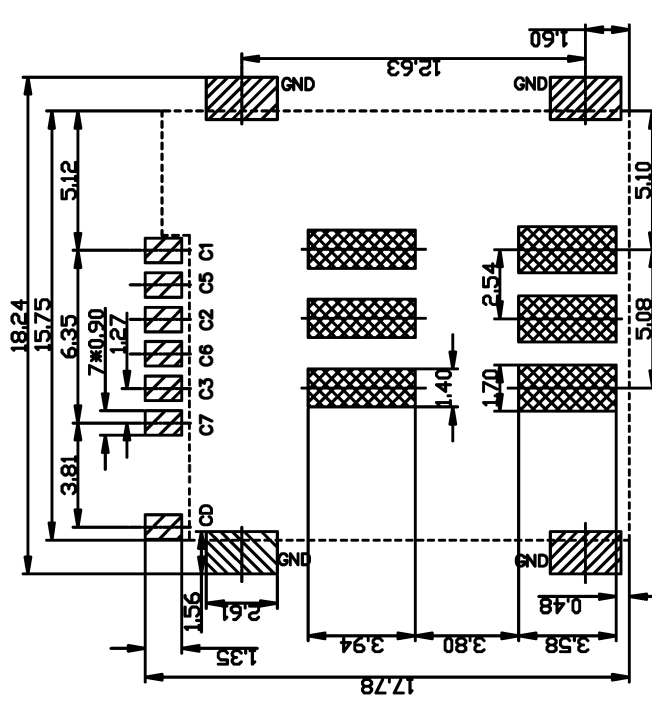 1.60
12.63
GND
GND
5.12
5.10
C1
C5
2.54
18.24
15.75
6.35
7*0.90
1.27
C2
5.08
C6
C3
1.40
1.70
C7
3.81
CD
GND
GND
1.56
2.61
0.48
1.35
3.94
3.80
3.58
17.78